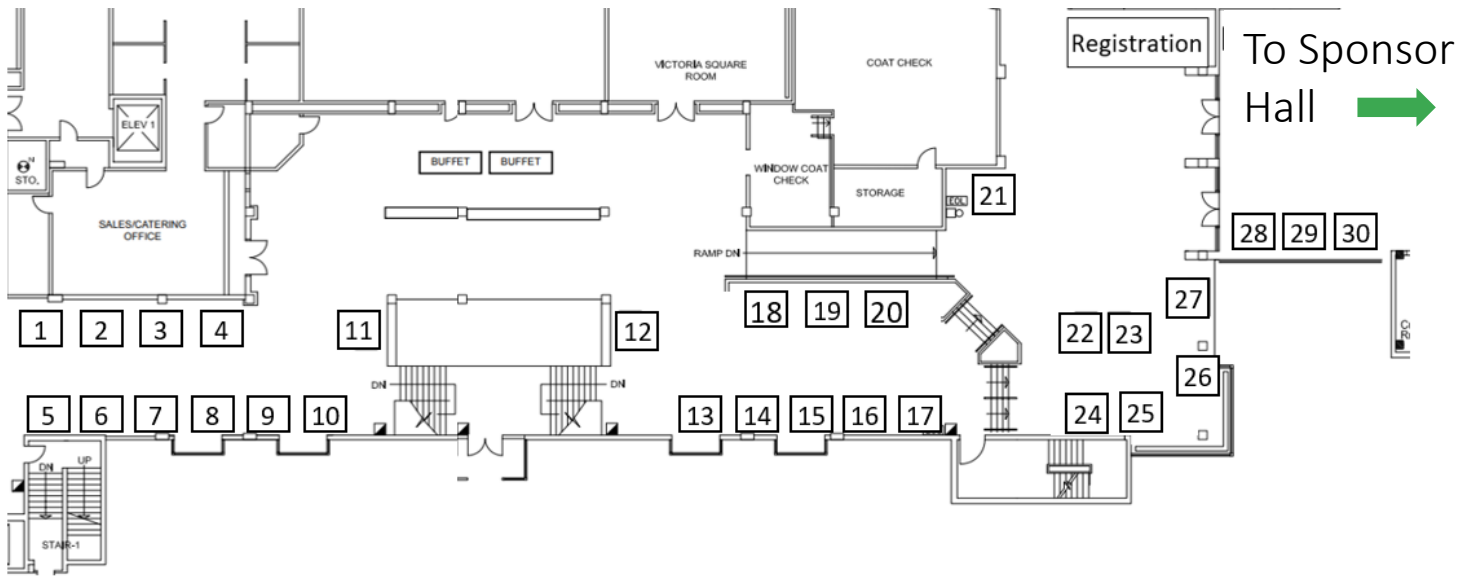 Registration
To Sponsor
Hall
VICTORIA SQUARE
ROOM
COAT CHECK
ELEV 1
N
STO.
BUFFET
BUFFET
WINDOW COAT
CHECK
STORAGE
21
SALES/CATERING
OFFICE
RAMP DN
28
29
30
18
19
20
27
1
2
3
4
11
12
22
23
26
DN
DN
5
6
7
8
9
10
13
14
15
16
17
24
25
DN
UP
STAIR-1